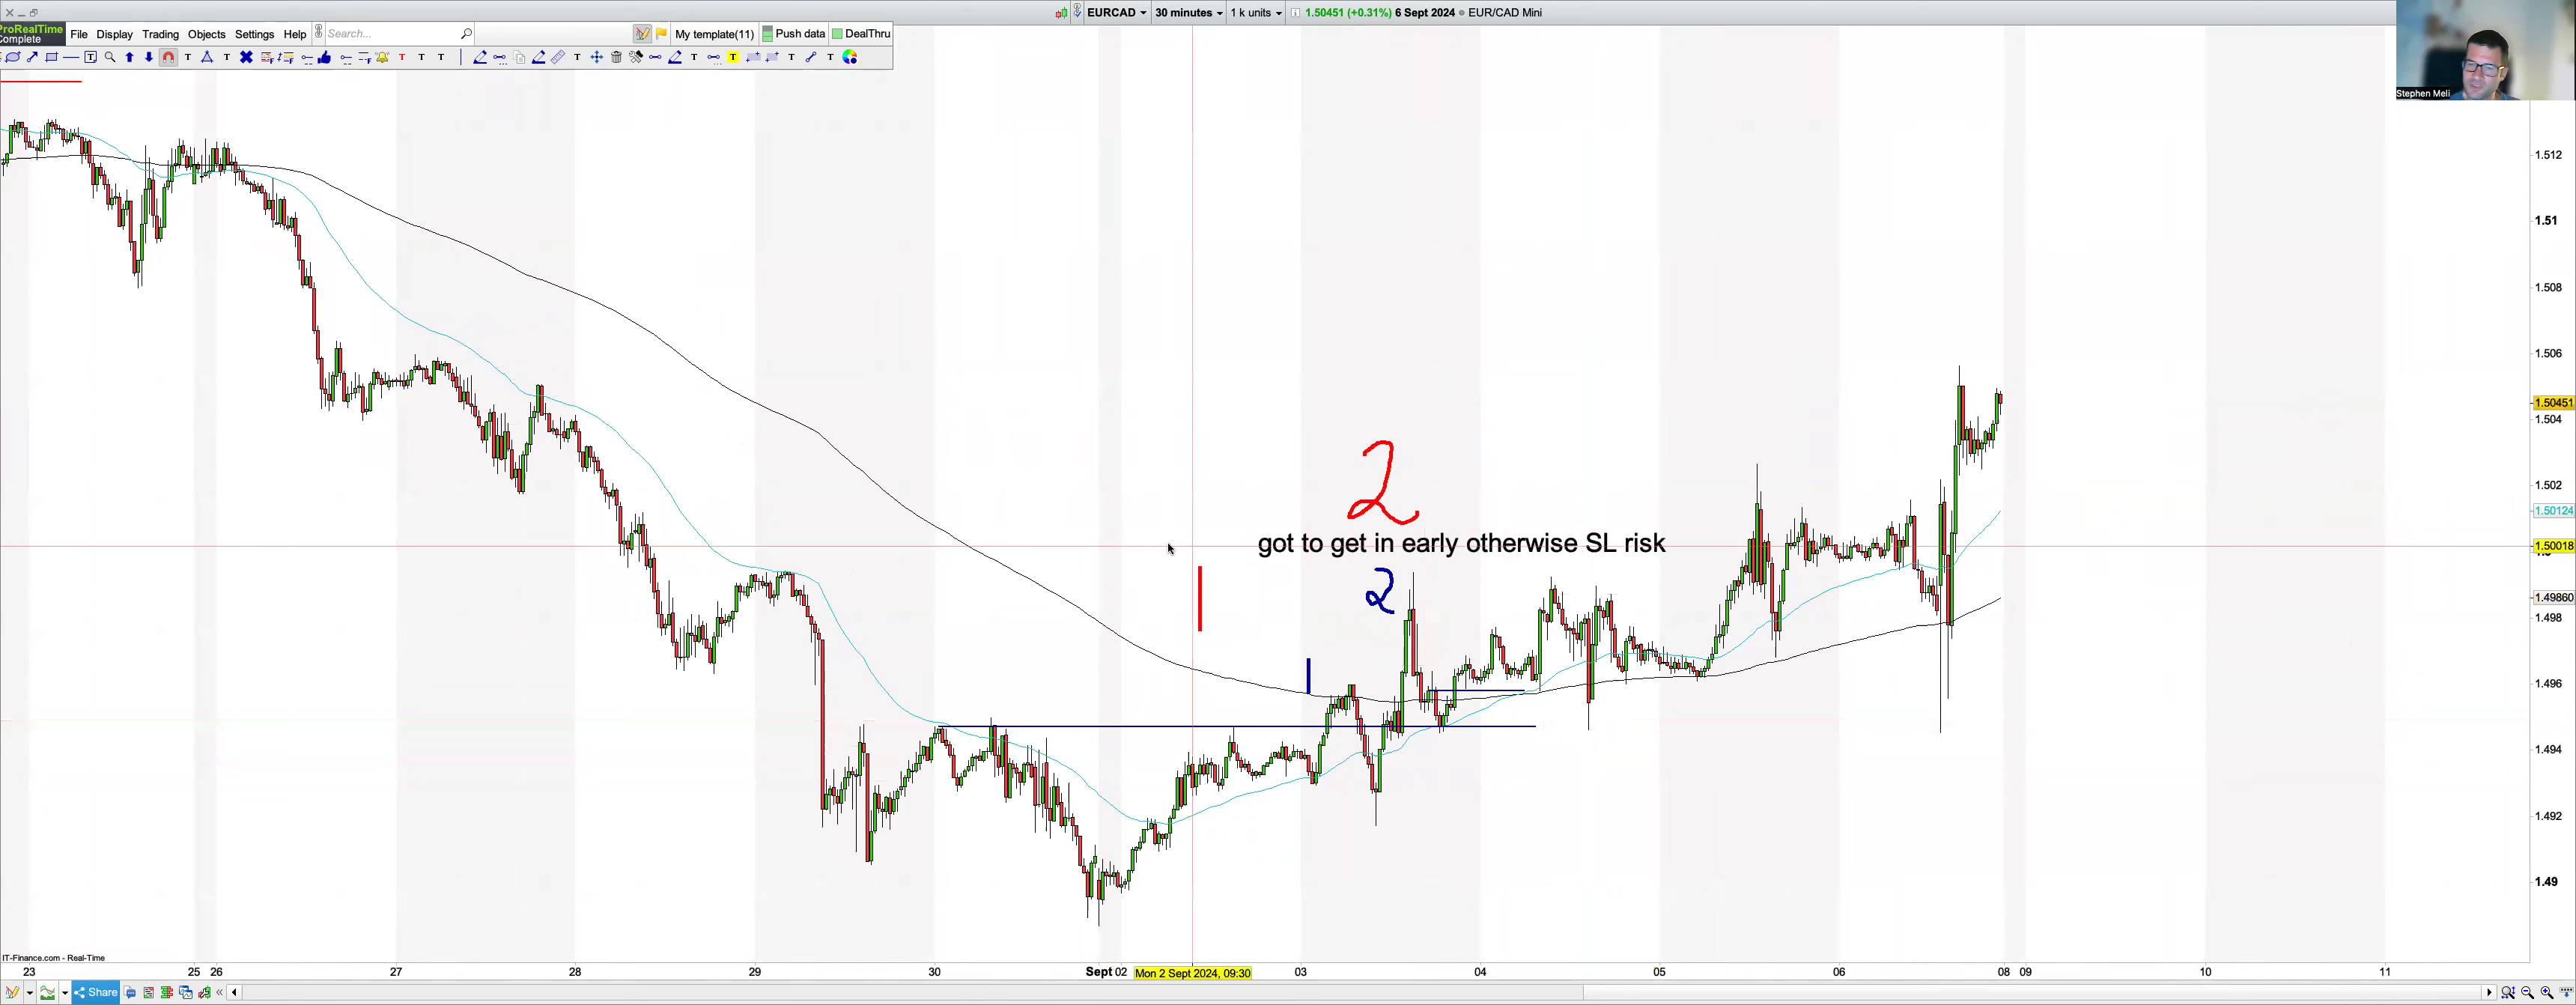 EURCAD 30 minutes 1 k units 1.50451 (+0.31%) 6 Sept 2024 EUR/CAD Mini
ProRealTime
Complete
File Display Trading Objects Settings Help Search... My template(11) Push data DealThru
Stephen Meli
1.512
1.51
1.508
1.506
1.50451
1.504
1.502
1.50124
1.50018
1.49860
1.498
1.496
1.494
1.492
1.49
2
got to get in early otherwise SL risk
2
IT-Finance.com - Real-Time
23 25 26 27 28 29 30 Sept 02 Mon 2 Sept 2024, 09:30 03 04 05 06 08 09 10 11
Share